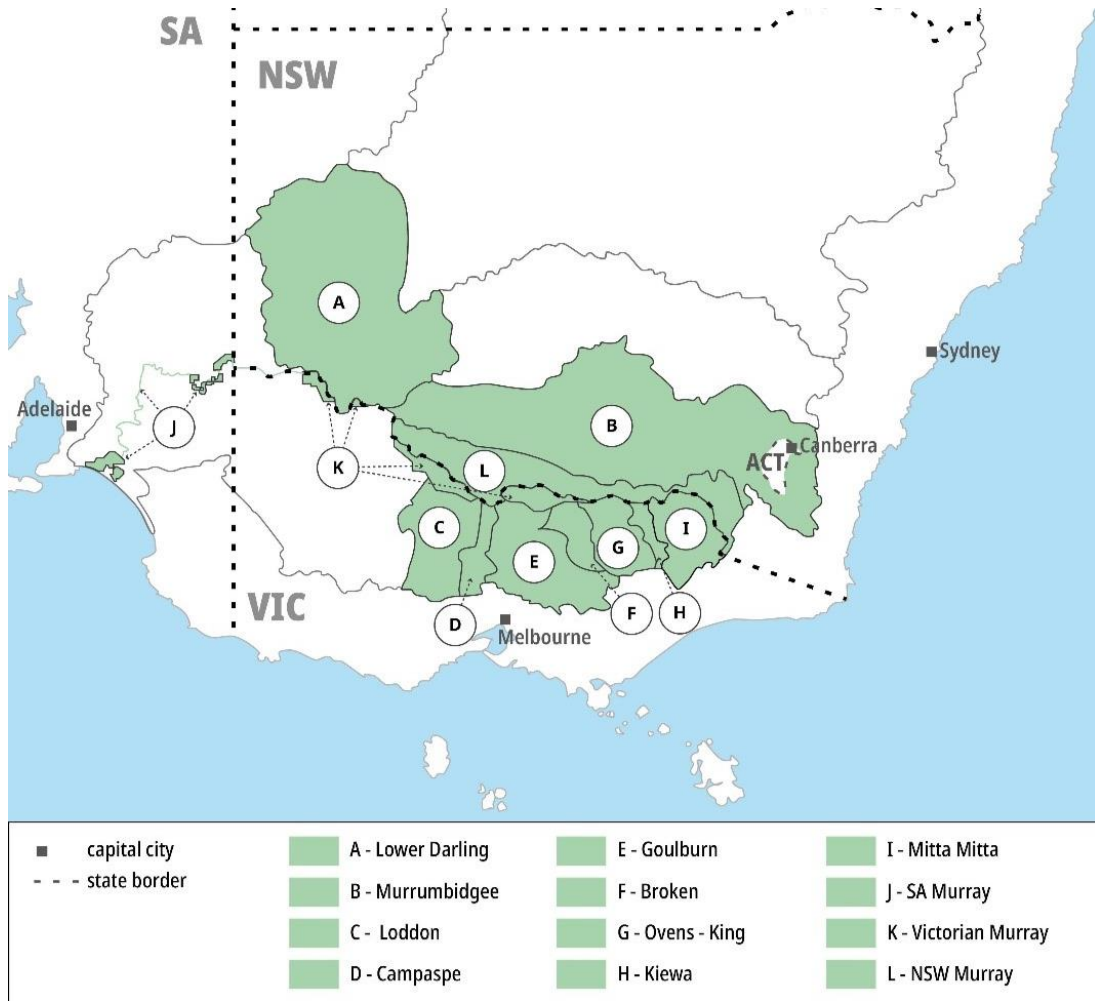 SA
NSW
A
Sydney
Adelaide
J
B
Canberra
ACT
K
L
C
I
G
E
VIC
D
F
H
Melbourne
capital city
state border
A - Lower Darling
B - Murrumbidgee
C - Loddon
D - Campaspe
E - Goulburn
F - Broken
G - Ovens - King
H - Kiewa
I - Mitta Mitta
J - SA Murray
K - Victorian Murray
L - NSW Murray